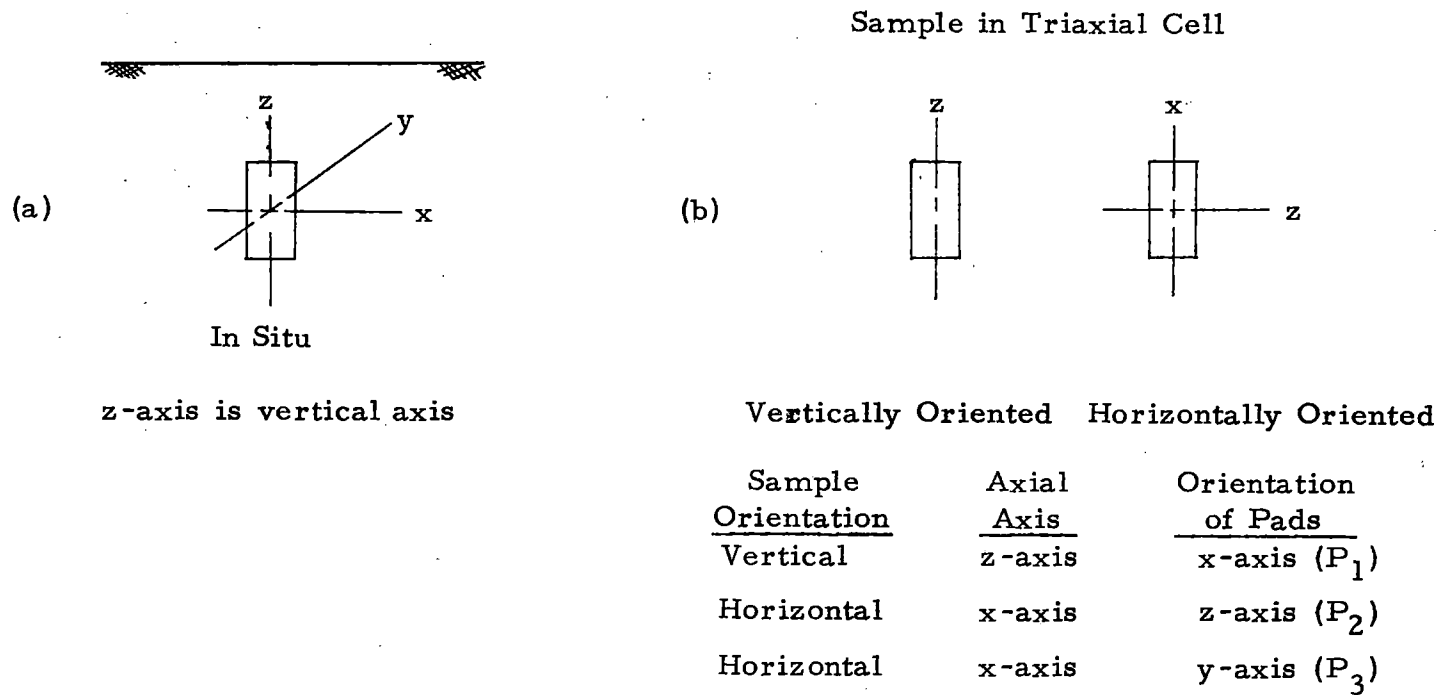 Sample in Triaxial Cell
z
y
x
(a)
In Situ
z-axis is vertical axis
z
x
z
(b)
Vertically Oriented Horizontally Oriented
Sample Axial Orientation
Orientation Axis of Pads
Vertical z-axis x-axis (P1)
Horizontal x-axis z-axis (P2)
Horizontal x-axis y-axis (P3)